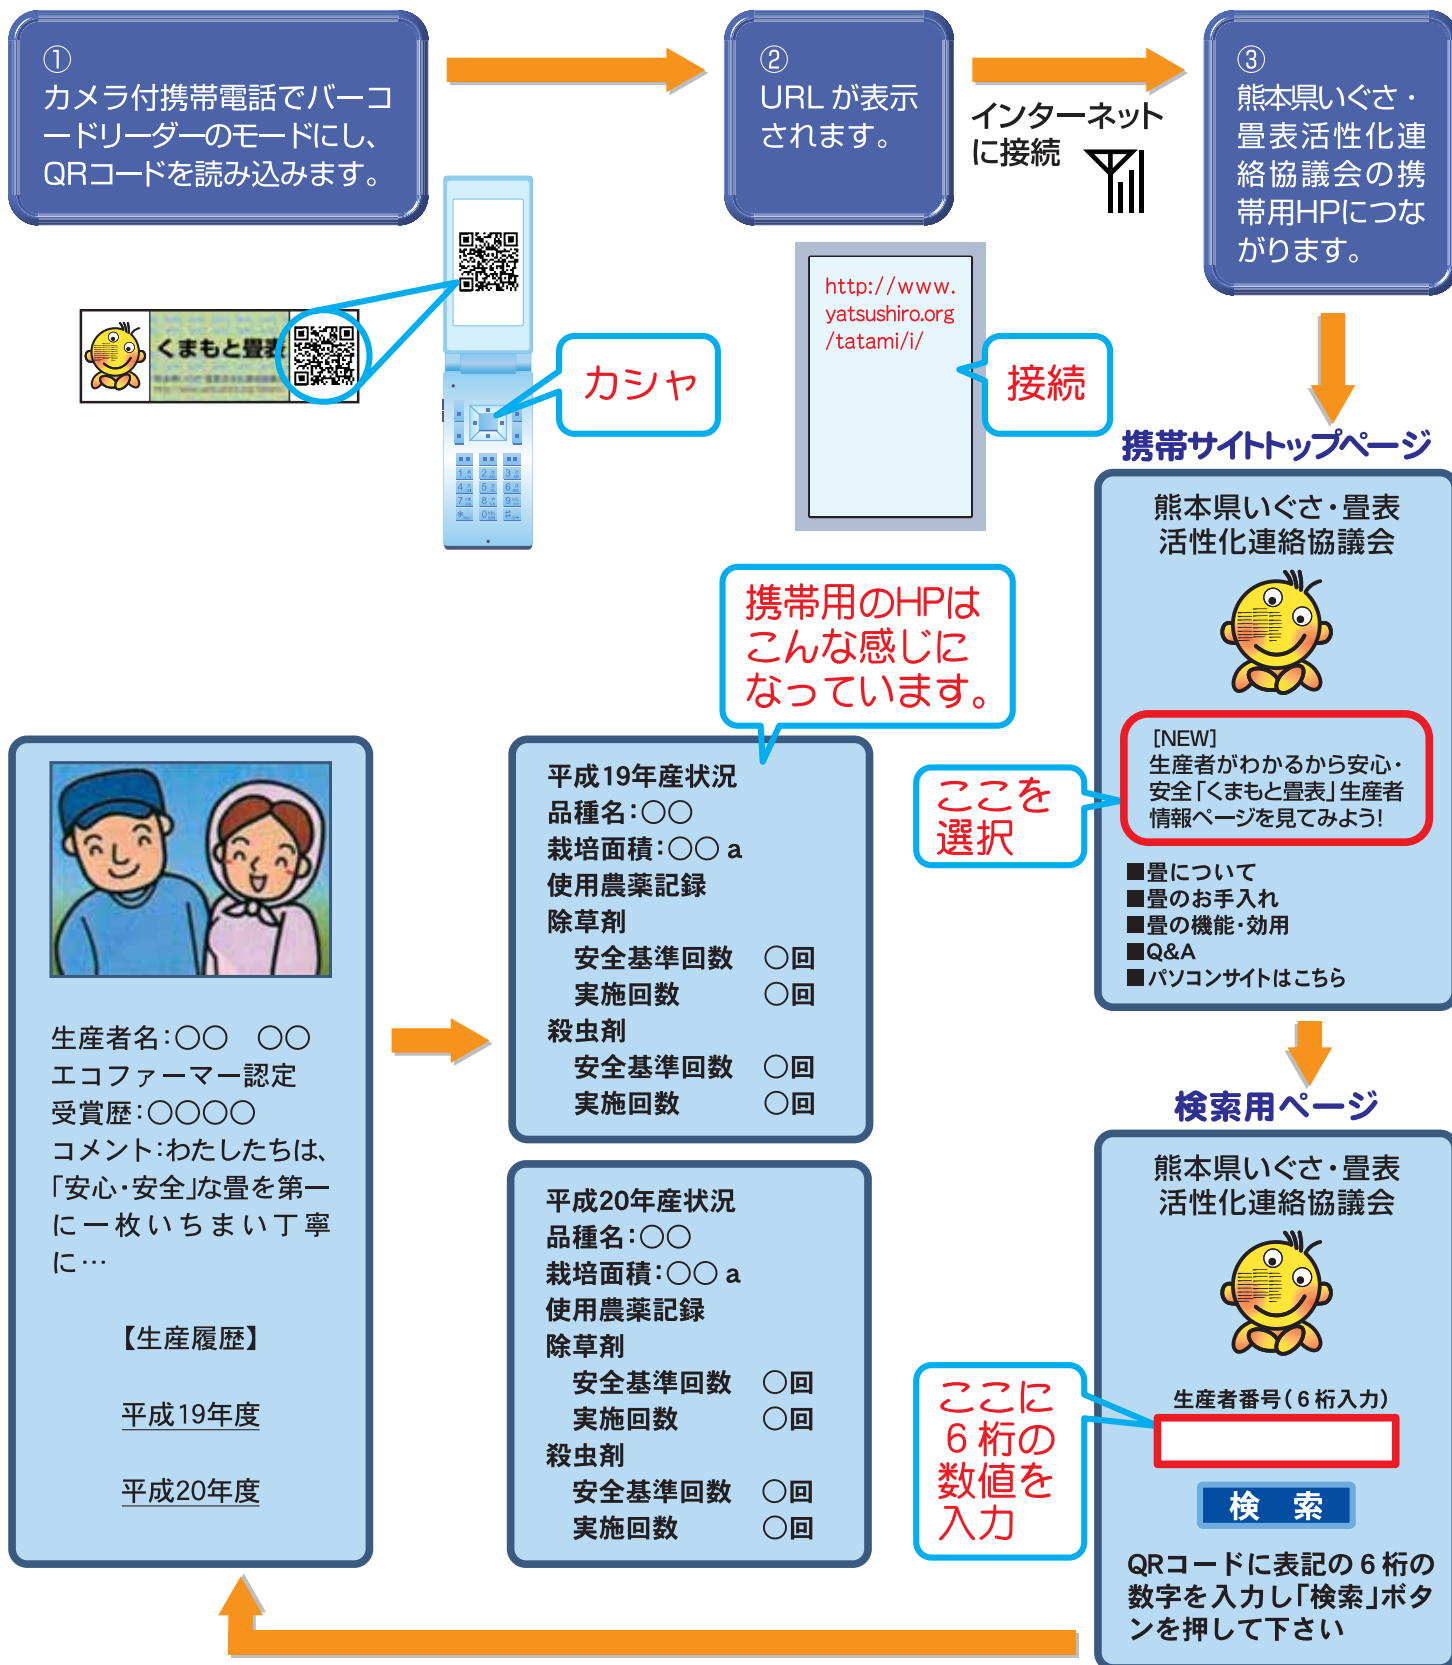 ①
カメラ付携帯電話でバーコ
ードリーダーのモードにし、
QRコードを読み込みます。
②
URLが表示
されます。
インターネット
に接続
③
熊本県いぐさ・
畳表活性化連
絡協議会の携
帯用HPにつな
がります。
くまもと畳表
カシャ
http://www.
yatsushiro.org
/tatami/i/
接続
携帯サイトトップページ
熊本県いぐさ・畳表
活性化連絡協議会
[NEW]
生産者がわかるから安心・
安全「くまもと畳表」生産者
情報ページを見てみよう!
ここを
選択
■畳について
■畳のお手入れ
■畳の機能・効用
■Q&A
■パソコンサイトはこちら
検索用ページ
熊本県いぐさ・畳表
活性化連絡協議会
生産者番号(6桁入力)
ここに
6桁の
数値を
入力
検 索
QRコードに表記の6桁の
数字を入力し「検索」ボタ
ンを押して下さい
生産者名:○○ ○○
エコファーマー認定
受賞歴:○○○○
コメント:わたしたちは、
「安心・安全」な畳を第一
に一枚いちまい丁寧
に…
【生産履歴】
平成19年度
平成20年度
携帯用のHPは
こんな感じに
なっています。
平成19年産状況
品種名:○○
栽培面積:○○a
使用農薬記録
除草剤
安全基準回数 ○回
実施回数 ○回
殺虫剤
安全基準回数 ○回
実施回数 ○回
平成20年産状況
品種名:○○
栽培面積:○○a
使用農薬記録
除草剤
安全基準回数 ○回
実施回数 ○回
殺虫剤
安全基準回数 ○回
実施回数 ○回